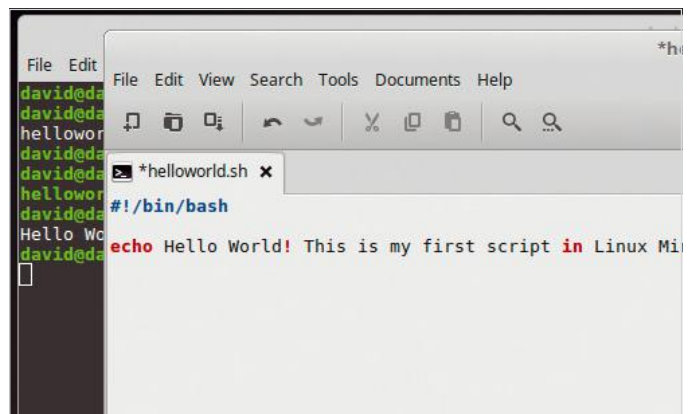 *he
File Edit
File Edit View Search Tools Documents Help
*helloworld.sh
#!/bin/bash
echo Hello World! This is my first script in Linux Min
david@da
david@da
hellowor
david@da
david@da
hellowor
david@da
Hello Wo
david@da